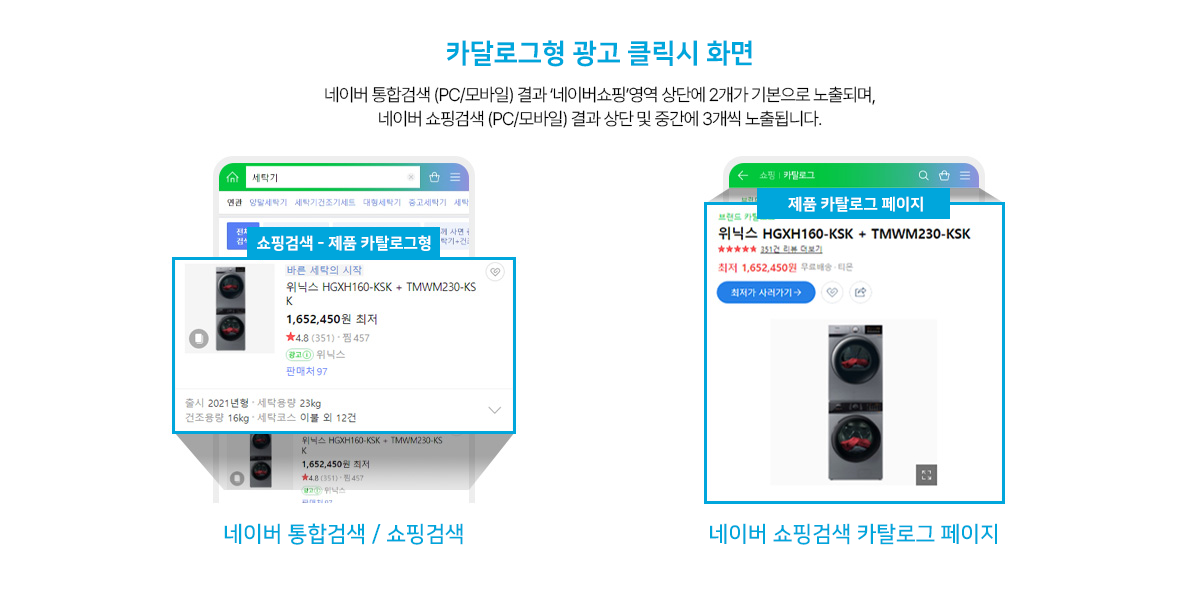 카달로그형 광고 클릭시 화면
네이버 통합검색 (PC/모바일) 결과 ‘네이버쇼핑’영역 상단에 2개가 기본으로 노출되며,
네이버 쇼핑검색 (PC/모바일) 결과 상단 및 중간에 3개씩 노출됩니다.
세탁기
연관 양말세탁기 세탁기건조기세트 대형세탁기 중고세탁기 세탁
쇼핑검색 - 제품 카탈로그형
바른 세탁의 시작
위닉스 HGXH160-KSK + TMWM230-KS
K
1,652,450원 최저
★4.8 (351) · 찜 457
광고 위닉스
판매처 97
출시 2021년형 · 세탁용량 23kg
건조용량 16kg · 세탁코스 이불 외 12건
위닉스 HGXH160-KSK + TMWM230-KS
K
1,652,450원 최저
★4.8 (351) · 찜 457
광고 위닉스
판매처 97
네이버 통합검색 / 쇼핑검색
쇼핑 | 카탈로그
제품 카탈로그 페이지
브랜드 카탈
위닉스 HGXH160-KSK + TMWM230-KSK
★★★★★ 351건 리뷰 더보기
최저 1,652,450원 무료배송 · 티몬
최저가 사러가기→
네이버 쇼핑검색 카탈로그 페이지